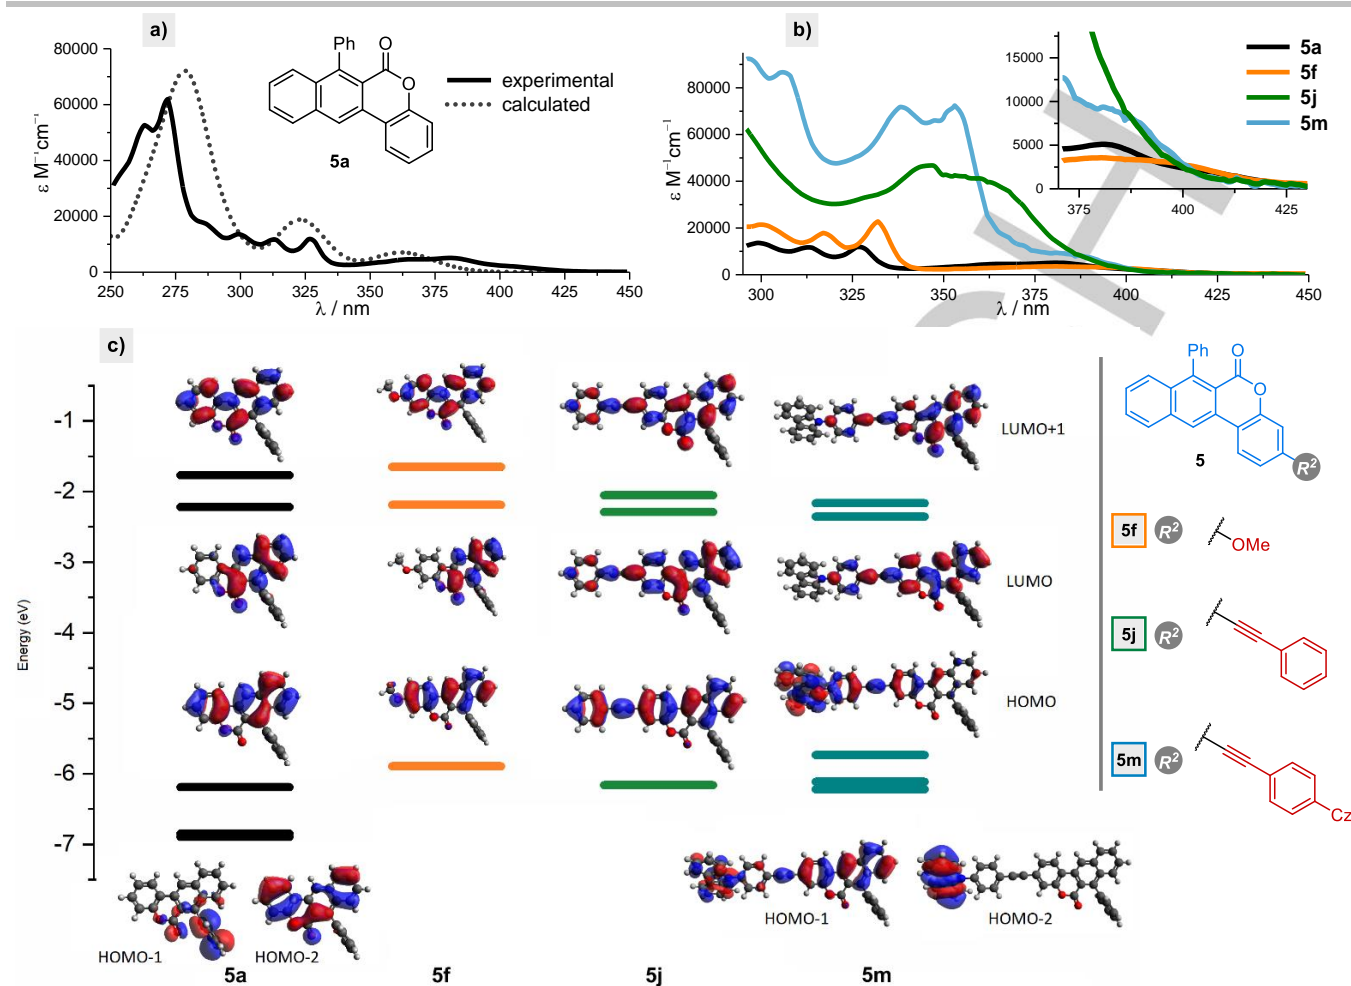 a)
80000
60000
40000
20000
0
ε M⁻¹cm⁻¹
250 275 300 325 350 375 400 425 450
λ / nm
Ph
O
O
5a
experimental
calculated
b)
80000
60000
40000
20000
0
ε M⁻¹cm⁻¹
300 325 350 375 400 425 450
λ / nm
15000
10000
5000
0
375 400 425
5a
5f
5j
5m
c)
Energy (eV)
-1
-2
-3
-4
-5
-6
-7
LUMO+1
LUMO
HOMO
HOMO-1
HOMO-2
HOMO-1
HOMO-2
5a
5f
5j
5m
Ph
O
O
5
R²
5f R² OMe
5j R²
5m R²
Cz